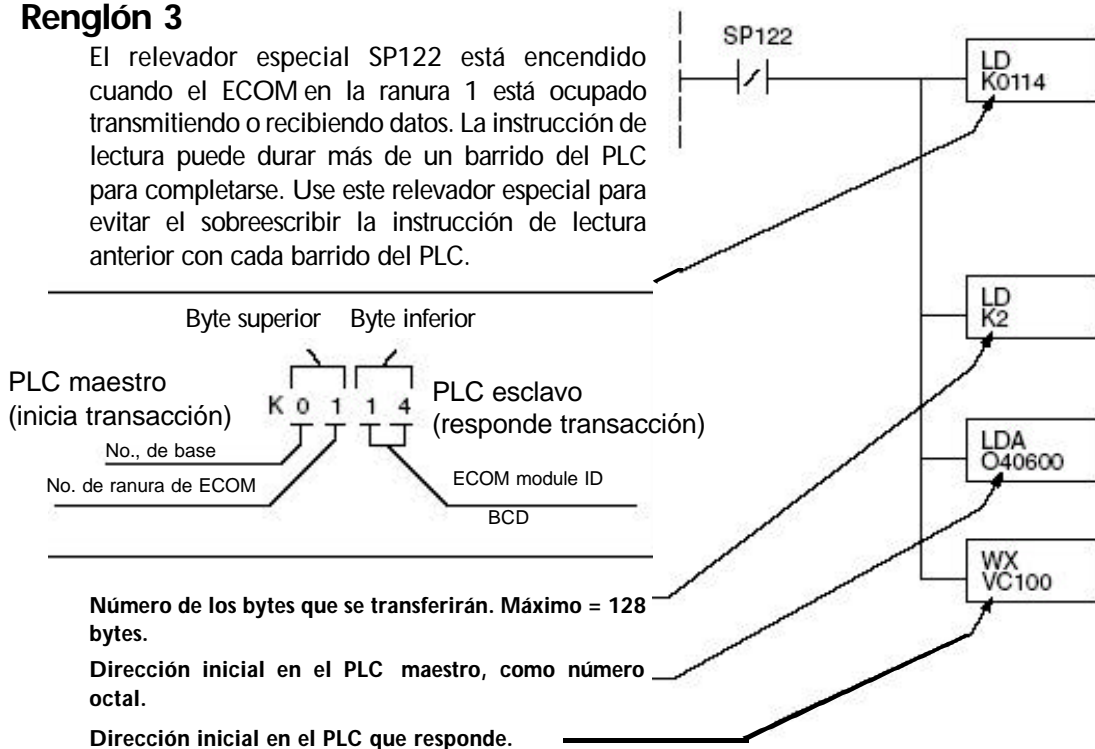 Renglón 3
El relevador especial SP122 está encendido
cuando el ECOM en la ranura 1 está ocupado
transmitiendo o recibiendo datos. La instrucción de
lectura puede durar más de un barrido del PLC
para completarse. Use este relevador especial para
evitar el sobreescribir la instrucción de lectura
anterior con cada barrido del PLC.
Byte superior Byte inferior
PLC maestro
(inicia transacción)
K 0 1 1 4
PLC esclavo
(responde transacción)
No., de base
No. de ranura de ECOM
ECOM module ID
BCD
Número de los bytes que se transferirán. Máximo = 128
bytes.
Dirección inicial en el PLC maestro, como número
octal.
Dirección inicial en el PLC que responde.
SP122
LD
K0114
LD
K2
LDA
O40600
WX
VC100